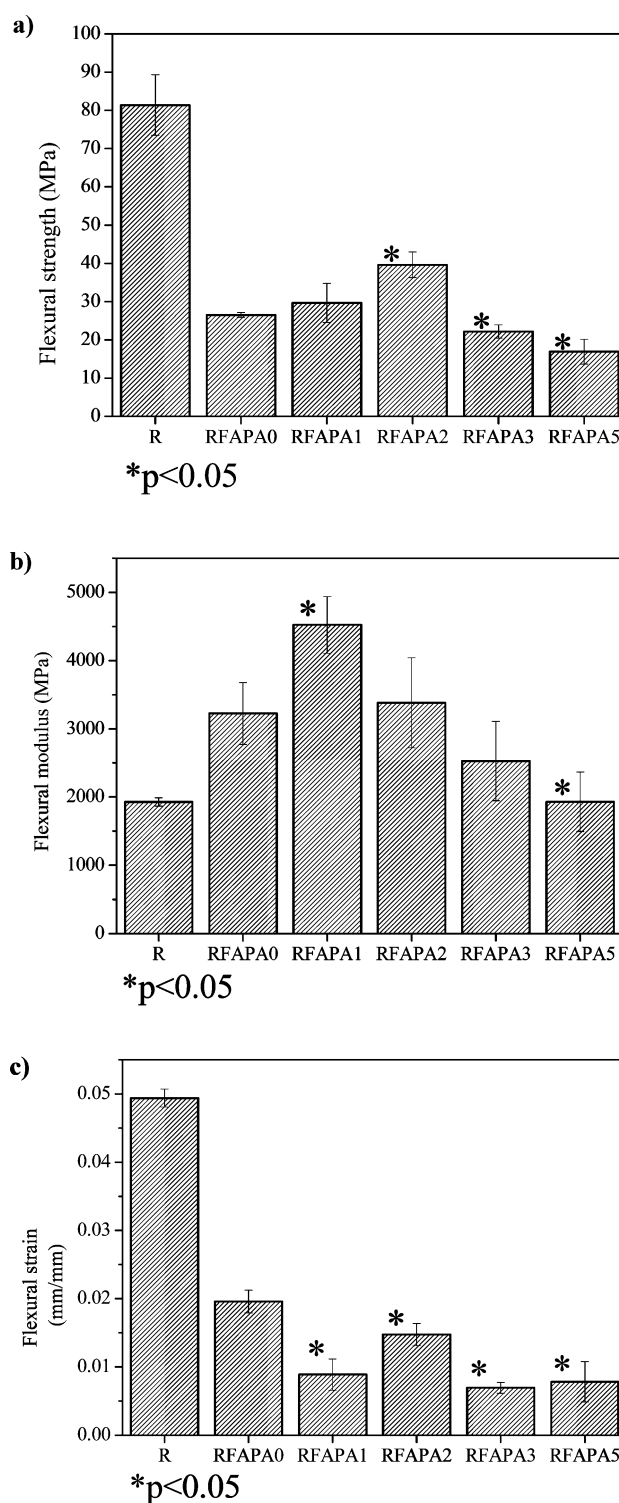 a)
100
90
80
70
60
50
40
30
20
10
0
Flexural strength (MPa)
*
*
*
R RFAPA0 RFAPA1 RFAPA2 RFAPA3 RFAPA5
*p<0.05
b)
5000
4000
3000
2000
1000
0
Flexural modulus (MPa)
*
*
R RFAPA0 RFAPA1 RFAPA2 RFAPA3 RFAPA5
*p<0.05
c)
0.05
0.04
0.03
0.02
0.01
0.00
Flexural strain
(mm/mm)
*
*
*
*
R RFAPA0 RFAPA1 RFAPA2 RFAPA3 RFAPA5
*p<0.05